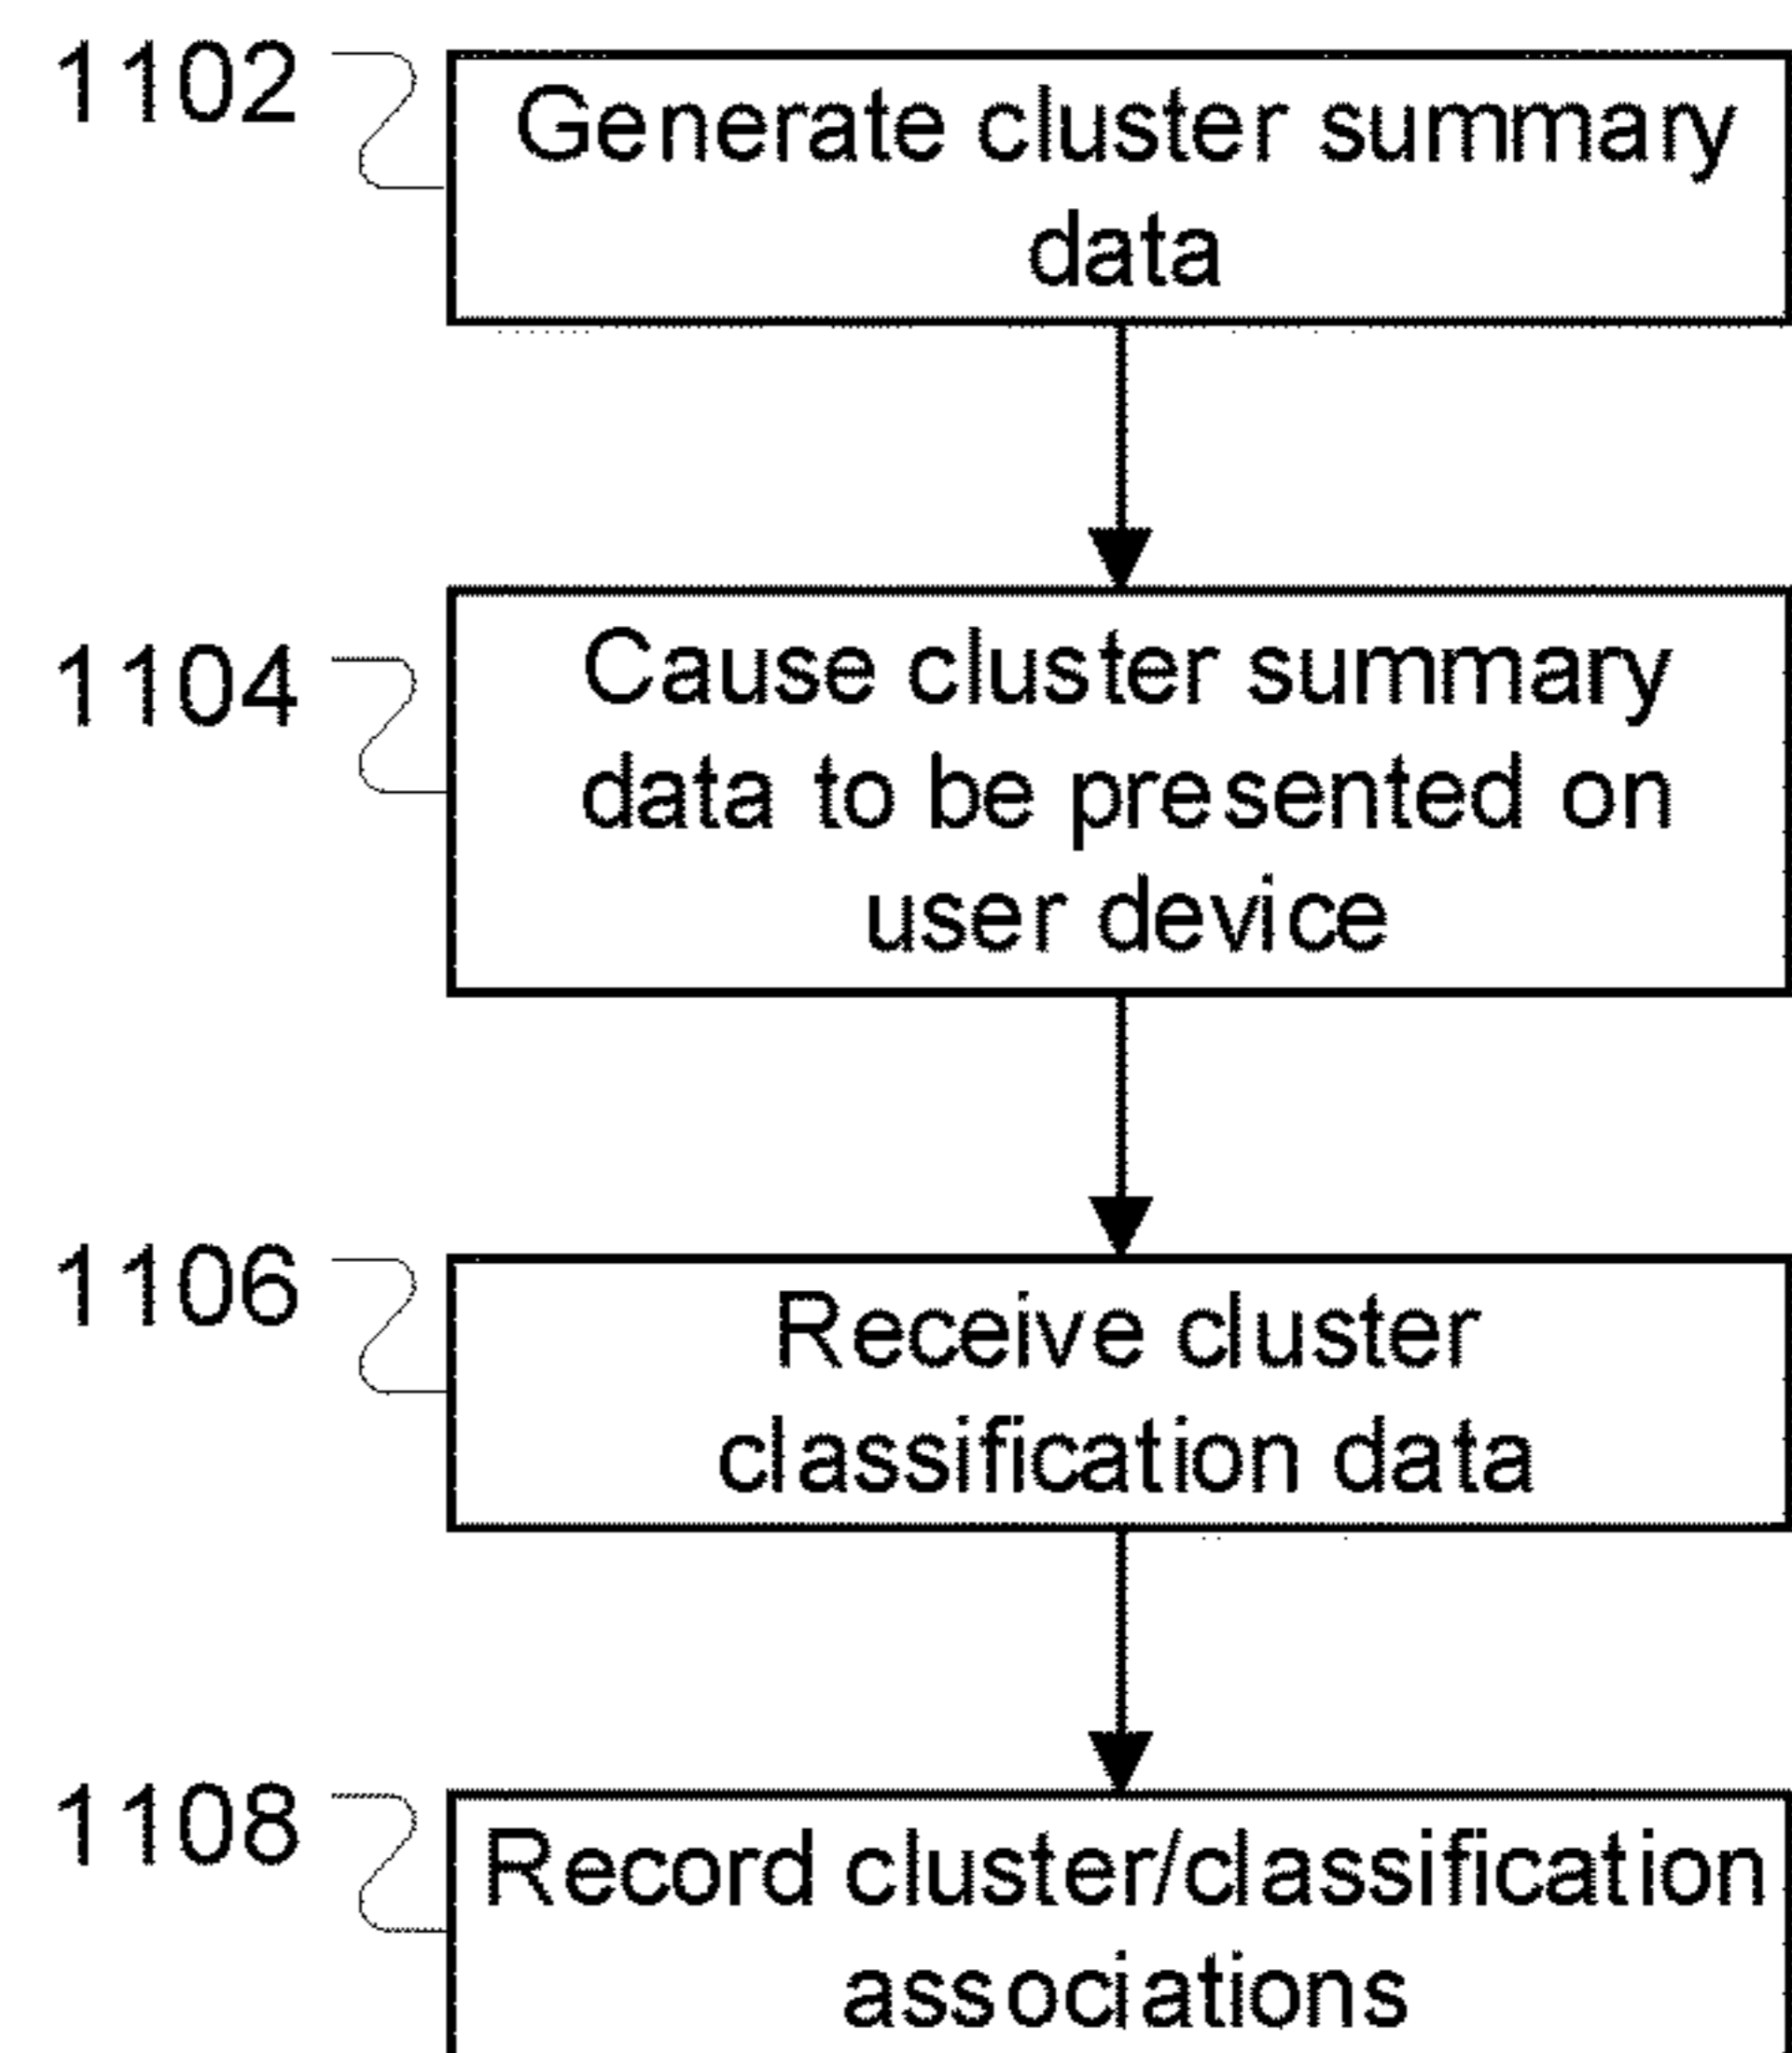 1102
Generate cluster summary
data
1104
Cause cluster summary
data to be presented on
user device
1106
Receive cluster
classification data
1108
Record cluster/classification
associations